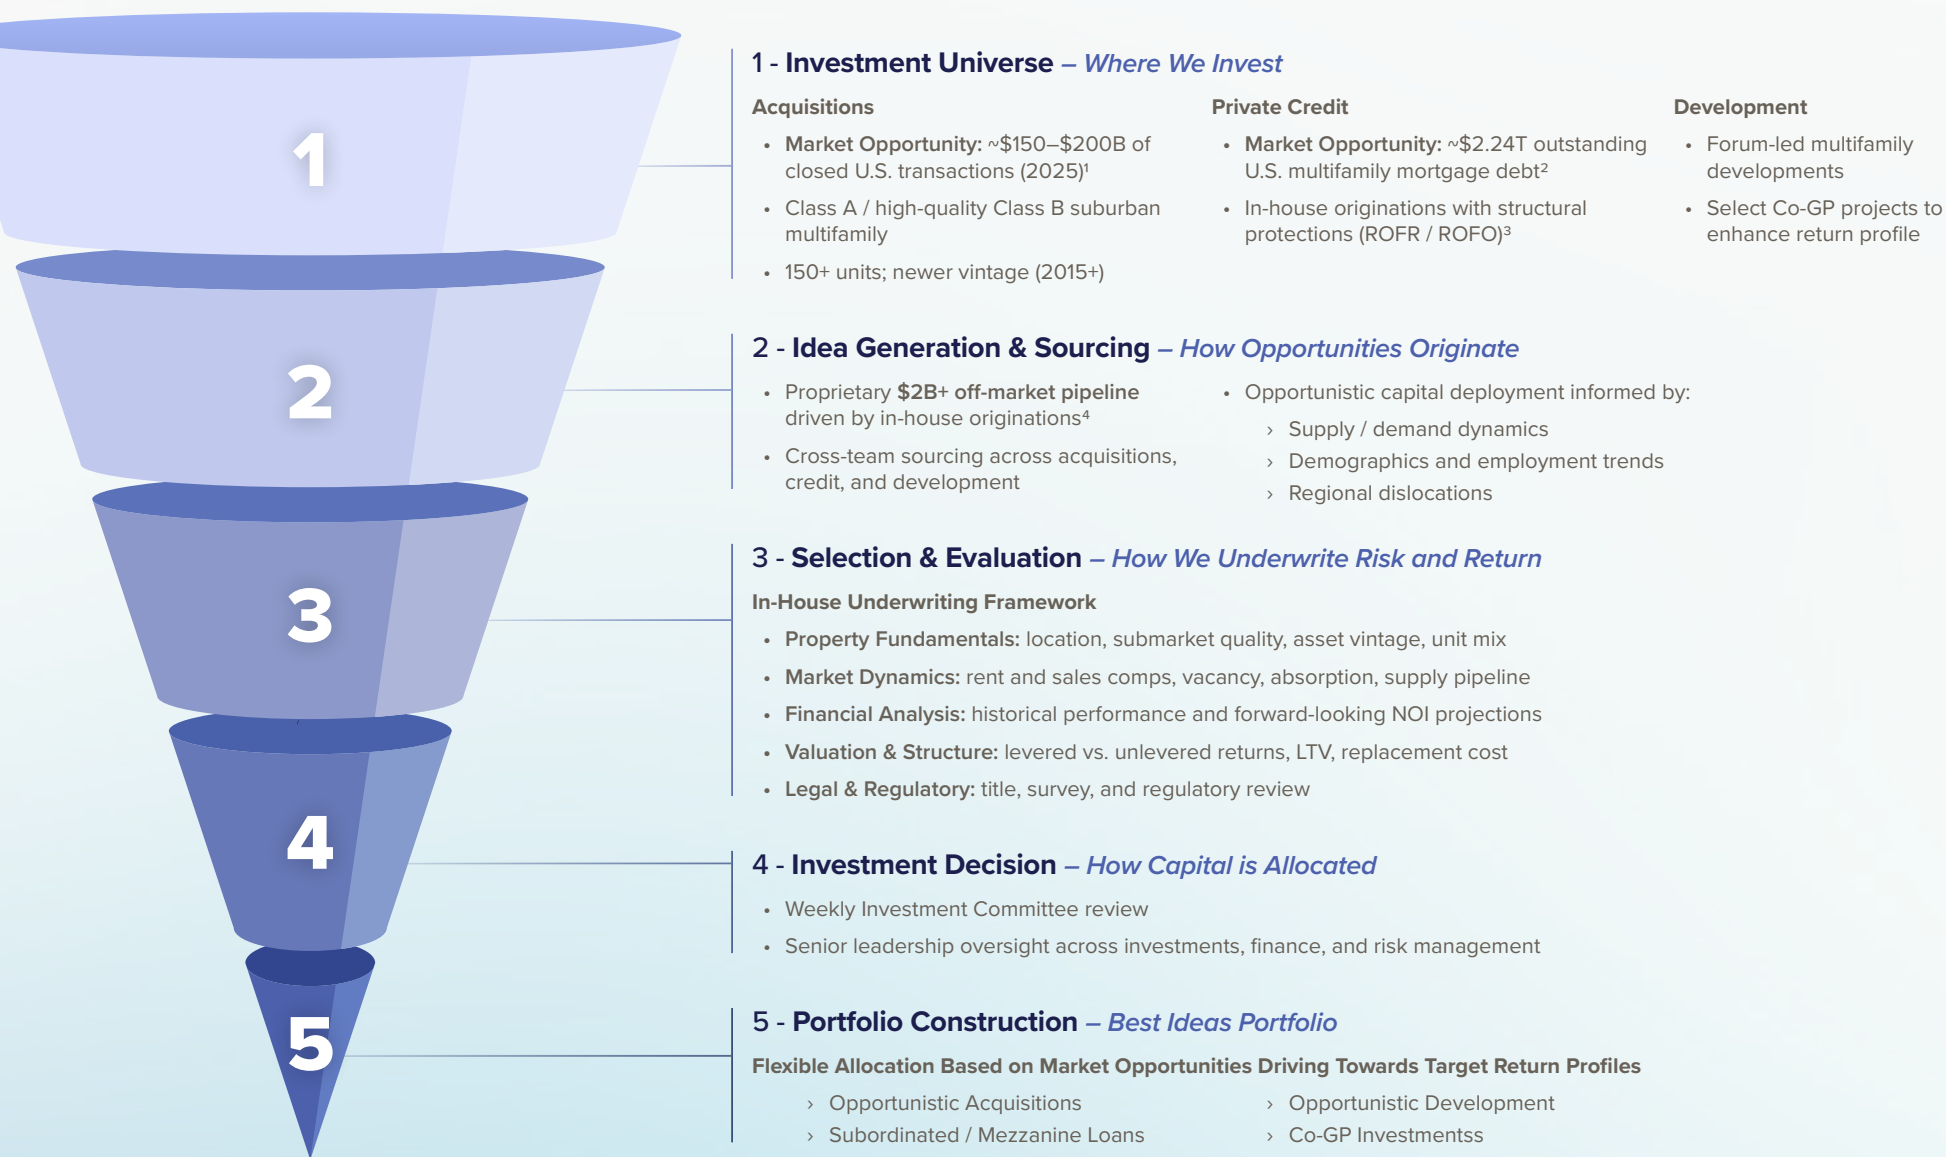 1
1 - Investment Universe – Where We Invest
Acquisitions
• Market Opportunity: ~$150–$200B of
closed U.S. transactions (2025)¹
• Class A / high-quality Class B suburban
multifamily
• 150+ units; newer vintage (2015+)
Private Credit
• Market Opportunity: ~$2.24T outstanding
U.S. multifamily mortgage debt²
• In-house originations with structural
protections (ROFR / ROFO)³
Development
• Forum-led multifamily
developments
• Select Co-GP projects to
enhance return profile
2
2 - Idea Generation & Sourcing – How Opportunities Originate
• Proprietary $2B+ off-market pipeline
driven by in-house originations⁴
• Cross-team sourcing across acquisitions,
credit, and development
• Opportunistic capital deployment informed by:
› Supply / demand dynamics
› Demographics and employment trends
› Regional dislocations
3
3 - Selection & Evaluation – How We Underwrite Risk and Return
In-House Underwriting Framework
• Property Fundamentals: location, submarket quality, asset vintage, unit mix
• Market Dynamics: rent and sales comps, vacancy, absorption, supply pipeline
• Financial Analysis: historical performance and forward-looking NOI projections
• Valuation & Structure: levered vs. unlevered returns, LTV, replacement cost
• Legal & Regulatory: title, survey, and regulatory review
4
4 - Investment Decision – How Capital is Allocated
• Weekly Investment Committee review
• Senior leadership oversight across investments, finance, and risk management
5
5 - Portfolio Construction – Best Ideas Portfolio
Flexible Allocation Based on Market Opportunities Driving Towards Target Return Profiles
› Opportunistic Acquisitions
› Subordinated / Mezzanine Loans
› Opportunistic Development
› Co-GP Investmentss